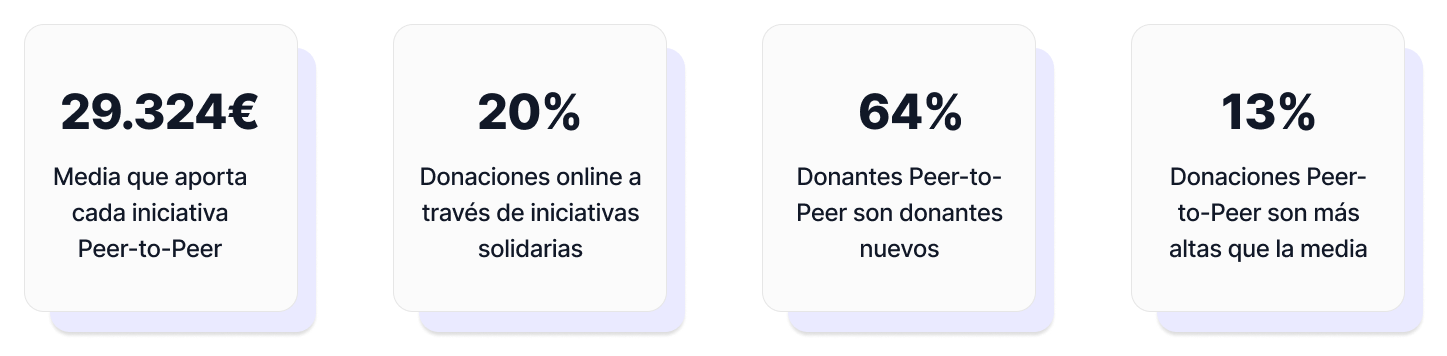 29.324€
Media que aporta
cada iniciativa
Peer-to-Peer
20%
Donaciones online a
través de iniciativas
solidarias
64%
Donantes Peer-to-
Peer son donantes
nuevos
13%
Donaciones Peer-
to-Peer son más
altas que la media